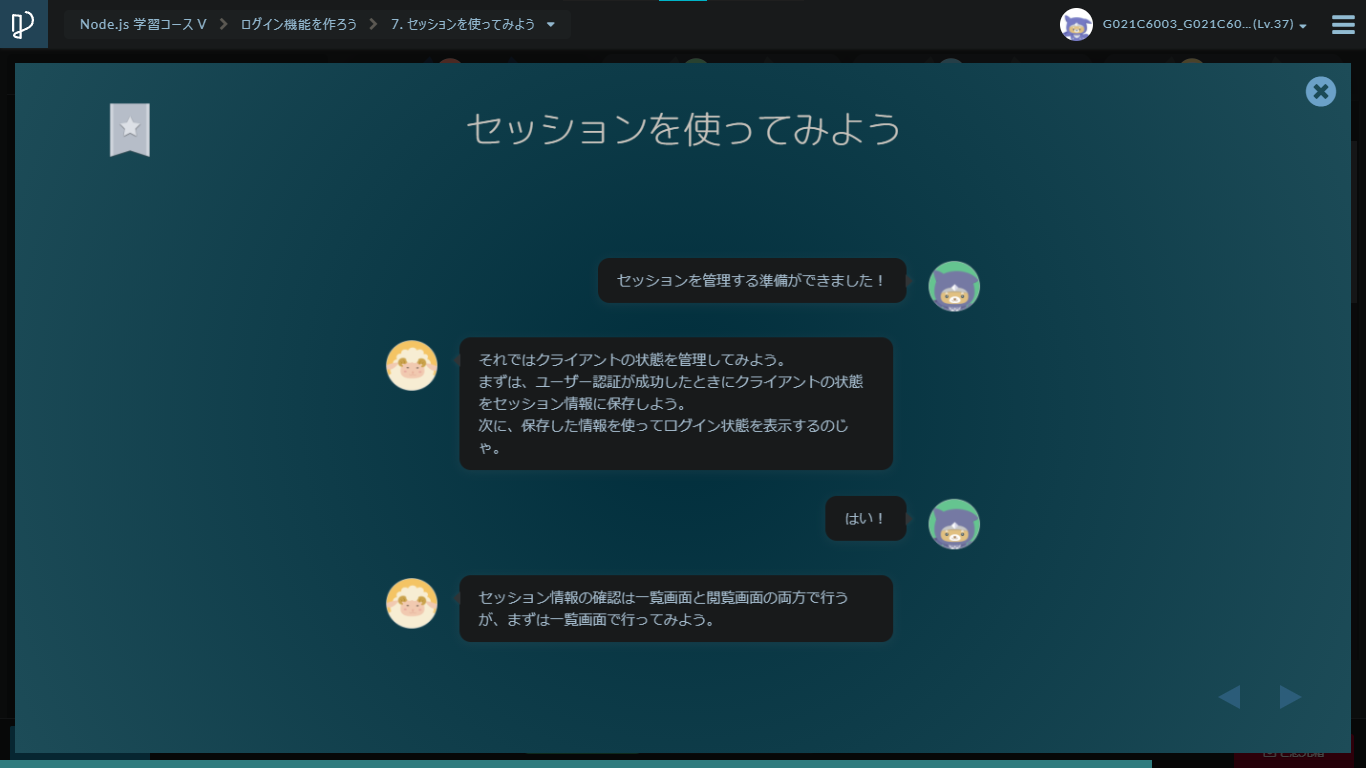 Node.js 学習コース V
ログイン機能を作ろう
7. セッションを使ってみよう
G021C6003_G021C60...(Lv.37)
セッションを使ってみよう
セッションを管理する準備ができました！
それではクライアントの状態を管理してみよう。
まずは、ユーザー認証が成功したときにクライアントの状態
をセッション情報に保存しよう。
次に、保存した情報を使ってログイン状態を表示するのじ
ゃ。
はい！
セッション情報の確認は一覧画面と閲覧画面の両方で行う
が、まずは一覧画面で行ってみよう。